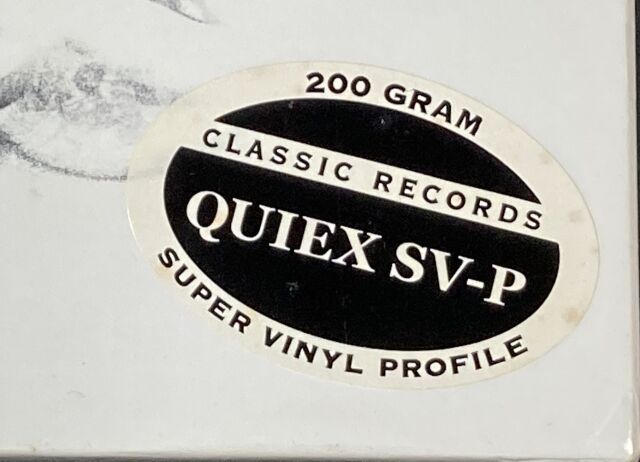 200 GRAM
CLASSIC RECORDS
QUIEX SV-P
SUPER VINYL PROFILE